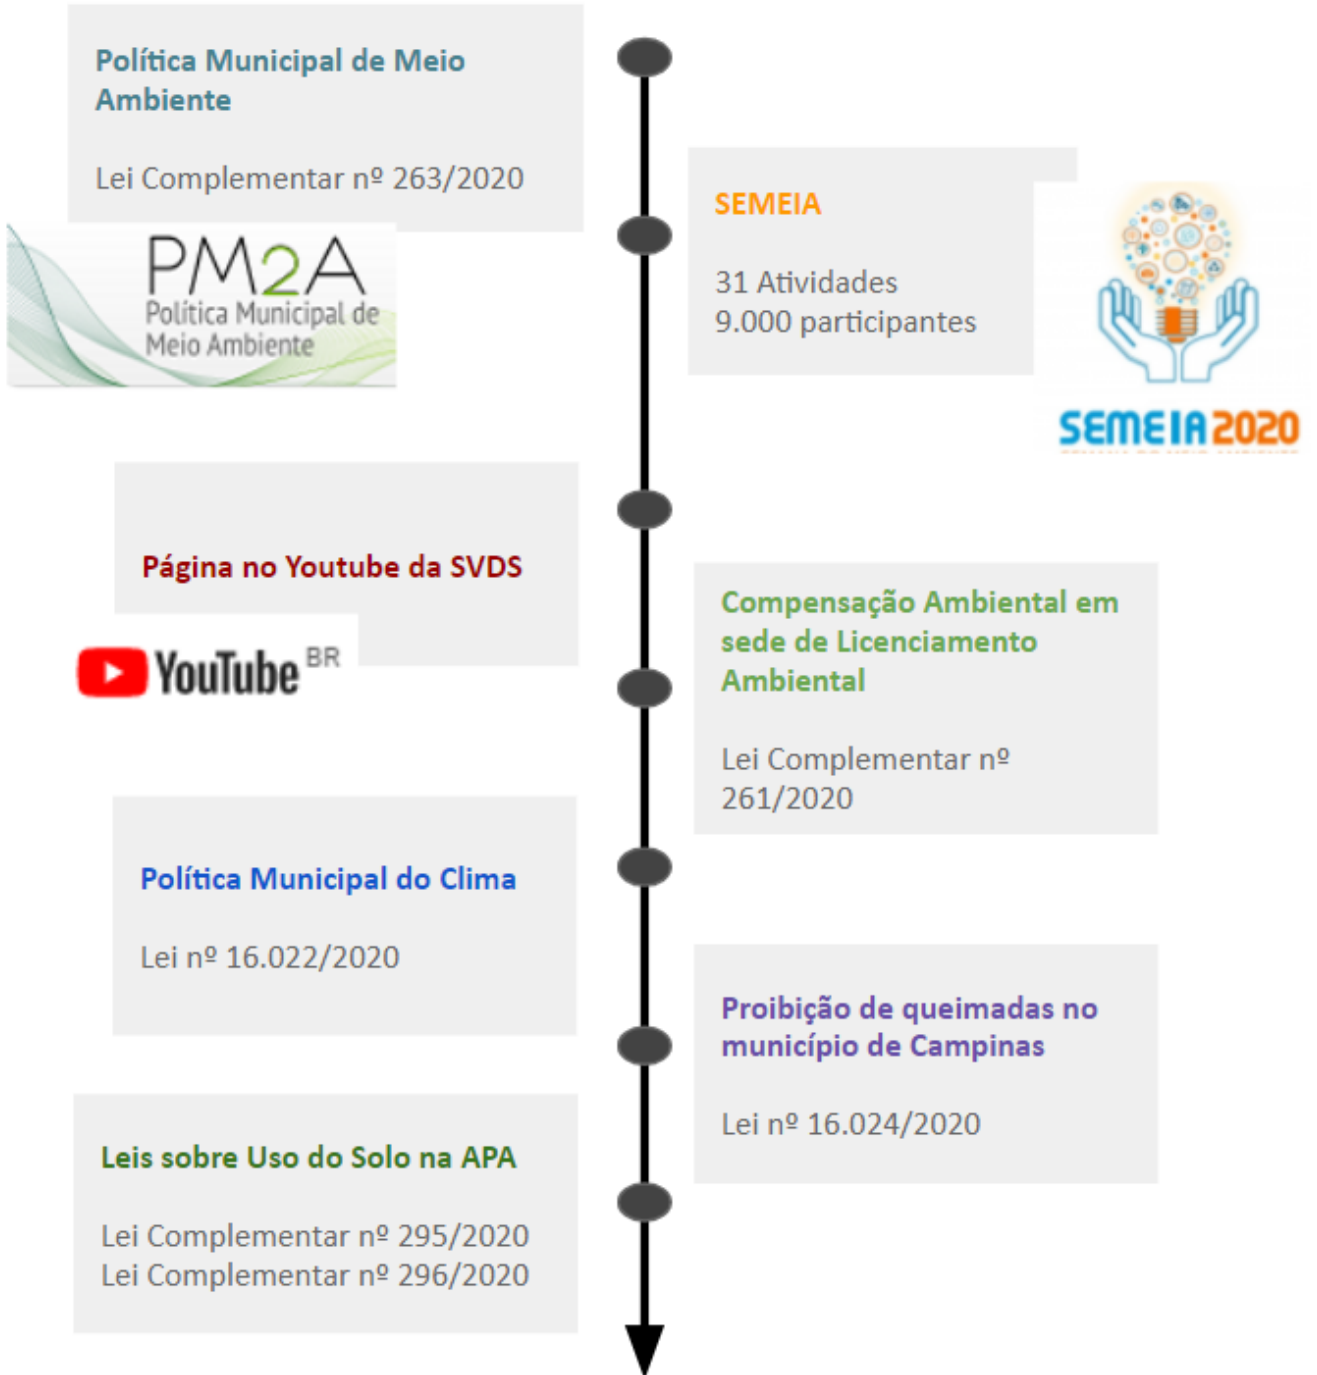 Política Municipal de Meio
Ambiente
Lei Complementar nº 263/2020
PM2A
Política Municipal de
Meio Ambiente
SEMEIA
31 Atividades
9.000 participantes
SEMEIA 2020
Página no Youtube da SVDS
YouTube BR
Compensação Ambiental em
sede de Licenciamento
Ambiental
Lei Complementar nº
261/2020
Política Municipal do Clima
Lei nº 16.022/2020
Proibição de queimadas no
município de Campinas
Lei nº 16.024/2020
Leis sobre Uso do Solo na APA
Lei Complementar nº 295/2020
Lei Complementar nº 296/2020